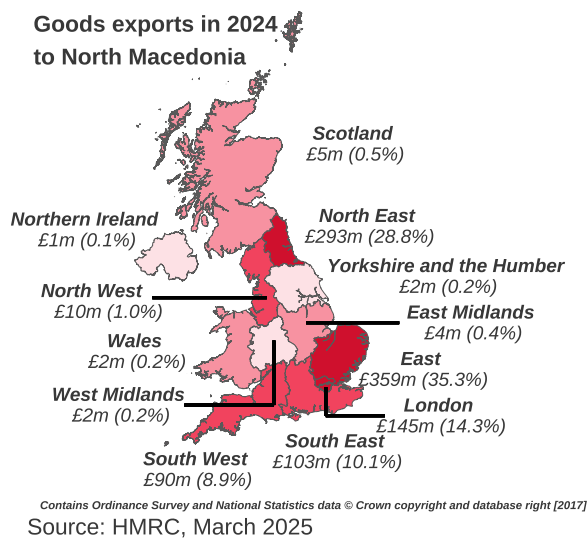 Goods exports in 2024
to North Macedonia
Scotland
£5m (0.5%)
Northern Ireland
£1m (0.1%)
North East
£293m (28.8%)
Yorkshire and the Humber
£2m (0.2%)
North West
£10m (1.0%)
East Midlands
£4m (0.4%)
Wales
£2m (0.2%)
East
£359m (35.3%)
West Midlands
£2m (0.2%)
London
£145m (14.3%)
South East
£103m (10.1%)
South West
£90m (8.9%)
Contains Ordinance Survey and National Statistics data © Crown copyright and database right [2017]
Source: HMRC, March 2025